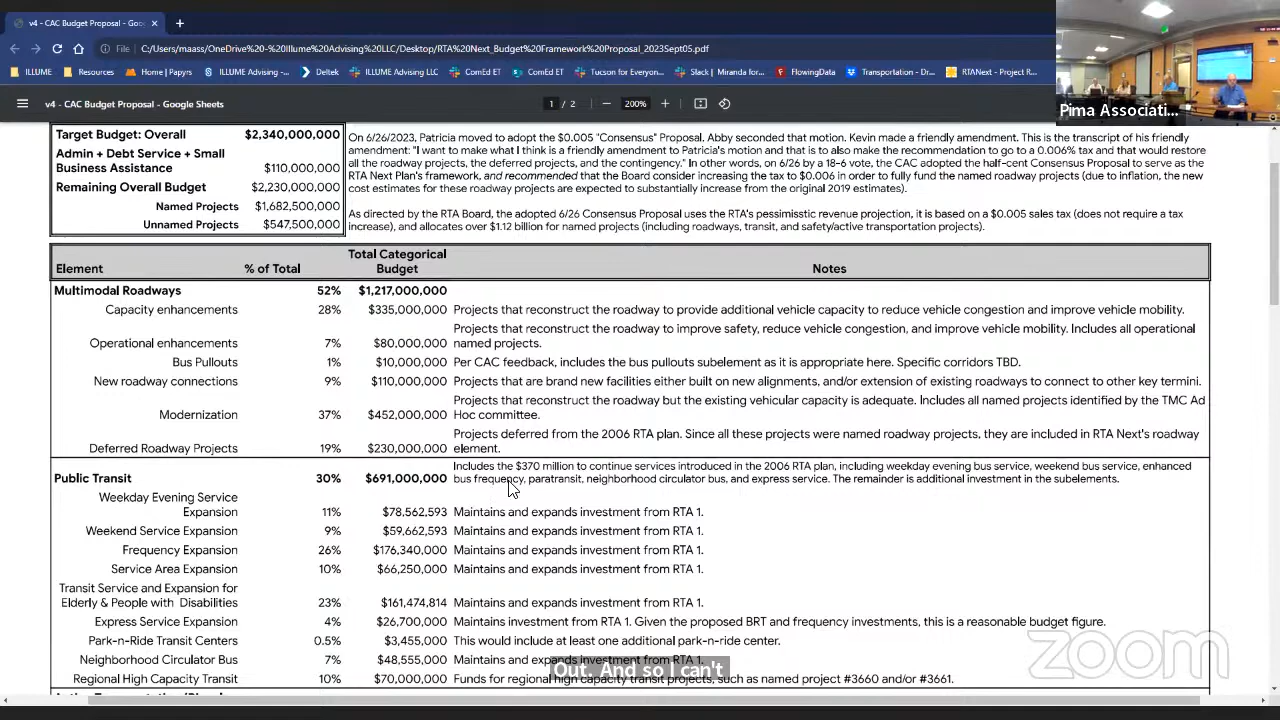 v4 - CAC Budget Proposal - Goo
File C:/Users/maass/OneDrive%20-%20Illume%20Advising%20LLC/Desktop/RTA%20Next_Budget%20Framework%20Proposal_2023Sept05.pdf
ILLUME Resources Home | Papyrs ILLUME Advising -... Deltek ILLUME Advising LLC ComEd ET ComEd ET Tucson for Everyon... Slack | Miranda for... FlowingData Transportation - Dr... RTANext - Project R...
Pima Associati...
v4 - CAC Budget Proposal - Google Sheets 1 / 2 200%
Target Budget: Overall $2,340,000,000
Admin + Debt Service + Small
Business Assistance $110,000,000
Remaining Overall Budget $2,230,000,000
Named Projects $1,682,500,000
Unnamed Projects $547,500,000
On 6/26/2023, Patricia moved to adopt the $0.005 "Consensus" Proposal. Abby seconded that motion. Kevin made a friendly amendment. This is the transcript of his friendly
amendment: "I want to make what I think is a friendly amendment to Patricia's motion and that is to also make the recommendation to go to a 0.006% tax and that would restore
all the roadway projects, the deferred projects, and the contingency." In other words, on 6/26 by a 18-6 vote, the CAC adopted the half-cent Consensus Proposal to serve as the
RTA Next Plan's framework, and recommended that the Board consider increasing the tax to $0.006 in order to fully fund the named roadway projects (due to inflation, the new
cost estimates for these roadway projects are expected to substantially increase from the original 2019 estimates).
As directed by the RTA Board, the adopted 6/26 Consensus Proposal uses the RTA's pessimisstic revenue projection, it is based on a $0.005 sales tax (does not require a tax
increase), and allocates over $1.12 billion for named projects (including roadways, transit, and safety/active transportation projects).
Element % of Total Total Categorical Budget Notes
Multimodal Roadways 52% $1,217,000,000
Capacity enhancements 28% $335,000,000 Projects that reconstruct the roadway to provide additional vehicle capacity to reduce vehicle congestion and improve vehicle mobility.
Projects that reconstruct the roadway to improve safety, reduce vehicle congestion, and improve vehicle mobility. Includes all operational
Operational enhancements 7% $80,000,000 named projects.
Bus Pullouts 1% $10,000,000 Per CAC feedback, includes the bus pullouts subelement as it is appropriate here. Specific corridors TBD.
New roadway connections 9% $110,000,000 Projects that are brand new facilities either built on new alignments, and/or extension of existing roadways to connect to other key termini.
Projects that reconstruct the roadway but the existing vehicular capacity is adequate. Includes all named projects identified by the TMC Ad
Modernization 37% $452,000,000 Hoc committee.
Projects deferred from the 2006 RTA plan. Since all these projects were named roadway projects, they are included in RTA Next's roadway
Deferred Roadway Projects 19% $230,000,000 element.
Includes the $370 million to continue services introduced in the 2006 RTA plan, including weekday evening bus service, weekend bus service, enhanced
Public Transit 30% $691,000,000 bus frequency, paratransit, neighborhood circulator bus, and express service. The remainder is additional investment in the subelements.
Weekday Evening Service
Expansion 11% $78,562,593 Maintains and expands investment from RTA 1.
Weekend Service Expansion 9% $59,662,593 Maintains and expands investment from RTA 1.
Frequency Expansion 26% $176,340,000 Maintains and expands investment from RTA 1.
Service Area Expansion 10% $66,250,000 Maintains and expands investment from RTA 1.
Transit Service and Expansion for
Elderly & People with Disabilities 23% $161,474,814 Maintains and expands investment from RTA 1.
Express Service Expansion 4% $26,700,000 Maintains investment from RTA 1. Given the proposed BRT and frequency investments, this is a reasonable budget figure.
Park-n-Ride Transit Centers 0.5% $3,455,000 This would include at least one additional park-n-ride center.
Neighborhood Circulator Bus 7% $48,555,000 Maintains and expands investment from RTA 1.
Regional High Capacity Transit 10% $70,000,000 Funds for regional high capacity transit projects, such as named project #3660 and/or #3661.
Out. And so I can't
zoom